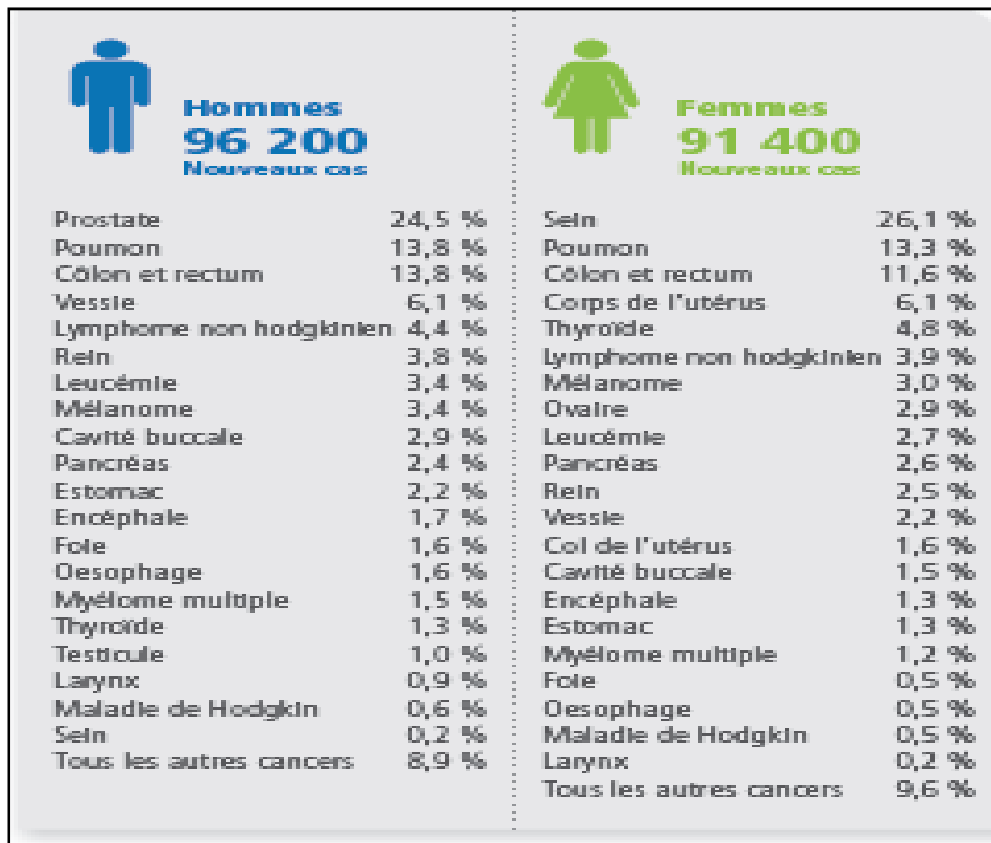 Hommes
96 200
Nouveaux cas
Prostate 24,5 %
Poumon 13,8 %
Côlon et rectum 13,8 %
Vessie 6,1 %
Lymphome non hodgkinien 4,4 %
Rein 3,8 %
Leucémie 3,4 %
Mélanome 3,4 %
Cavité buccale 2,9 %
Pancréas 2,4 %
Estomac 2,2 %
Encéphale 1,7 %
Foie 1,6 %
Oesophage 1,6 %
Myélome multiple 1,5 %
Thyroïde 1,3 %
Testicule 1,0 %
Larynx 0,9 %
Maladie de Hodgkin 0,6 %
Sein 0,2 %
Tous les autres cancers 8,9 %
Femmes
91 400
Nouveaux cas
Sein 26,1 %
Poumon 13,3 %
Côlon et rectum 11,6 %
Corps de l'utérus 6,1 %
Thyroïde 4,8 %
Lymphome non hodgkinien 3,9 %
Mélanome 3,0 %
Ovaire 2,9 %
Leucémie 2,7 %
Pancréas 2,6 %
Rein 2,5 %
Vessie 2,2 %
Col de l'utérus 1,6 %
Cavité buccale 1,5 %
Encéphale 1,3 %
Estomac 1,3 %
Myélome multiple 1,2 %
Foie 0,5 %
Oesophage 0,5 %
Maladie de Hodgkin 0,5 %
Larynx 0,2 %
Tous les autres cancers 9,6 %